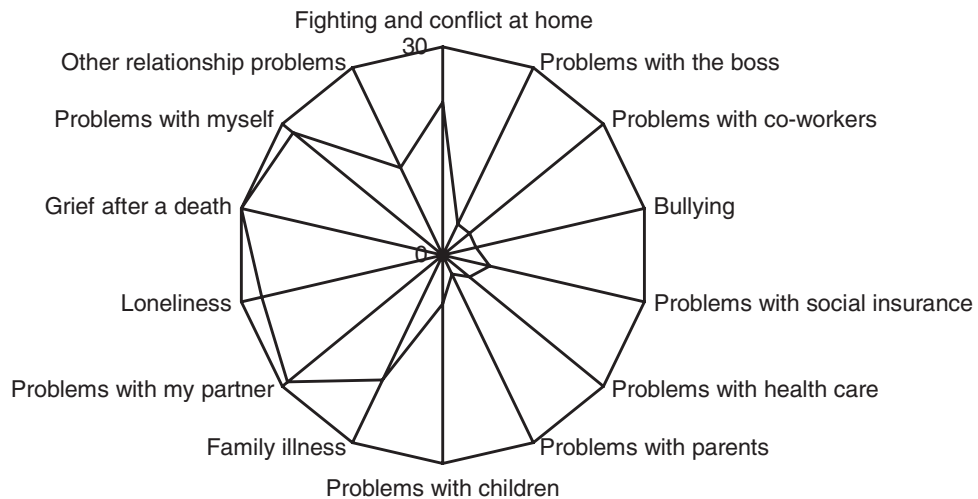 Fighting and conflict at home
30
Other relationship problems
Problems with the boss
Problems with myself
Problems with co-workers
Grief after a death
Bullying
0
Loneliness
Problems with social insurance
Problems with my partner
Problems with health care
Family illness
Problems with parents
Problems with children